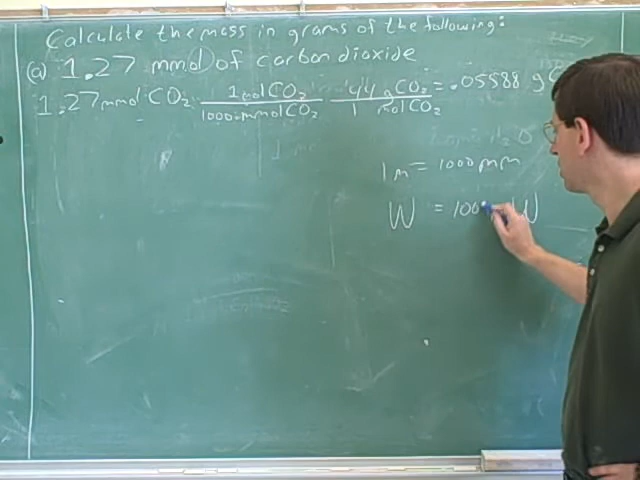 Calculate the mass in grams of the following:
(a) 1.27 mmol of carbon dioxide
1.27 mmol CO2 · 1 mol CO2 / 1000 mmol CO2 · 44 g CO2 / 1 mol CO2 = .05588 g
1 m = 1000 mm
W = 100 W